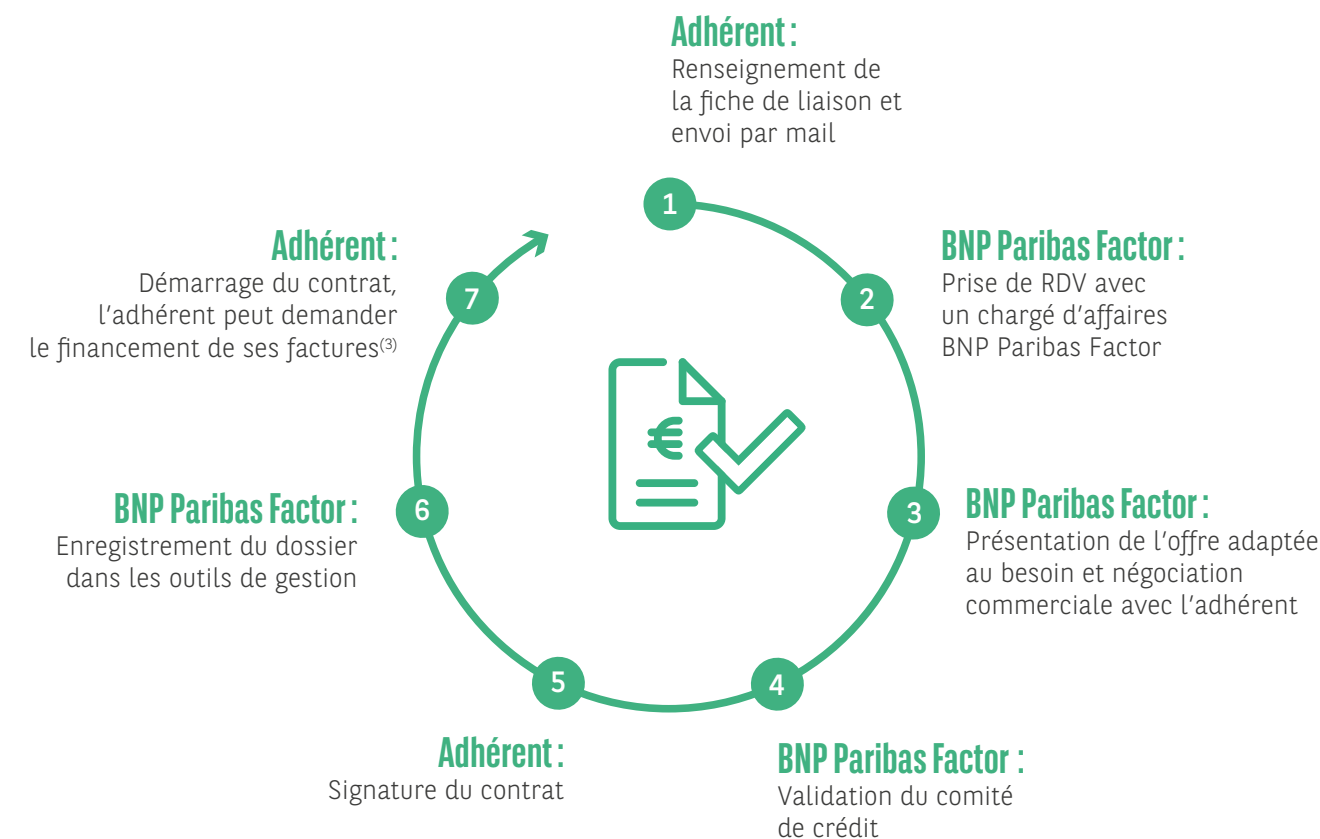 Adhérent :
Renseignement de
la fiche de liaison et
envoi par mail
1
BNP Paribas Factor :
Prise de RDV avec
un chargé d’affaires
BNP Paribas Factor
2
BNP Paribas Factor :
Présentation de l’offre adaptée
au besoin et négociation
commerciale avec l’adhérent
3
BNP Paribas Factor :
Validation du comité
de crédit
4
Adhérent :
Signature du contrat
5
BNP Paribas Factor :
Enregistrement du dossier
dans les outils de gestion
6
Adhérent :
Démarrage du contrat,
l’adhérent peut demander
le financement de ses factures(3)
7
€